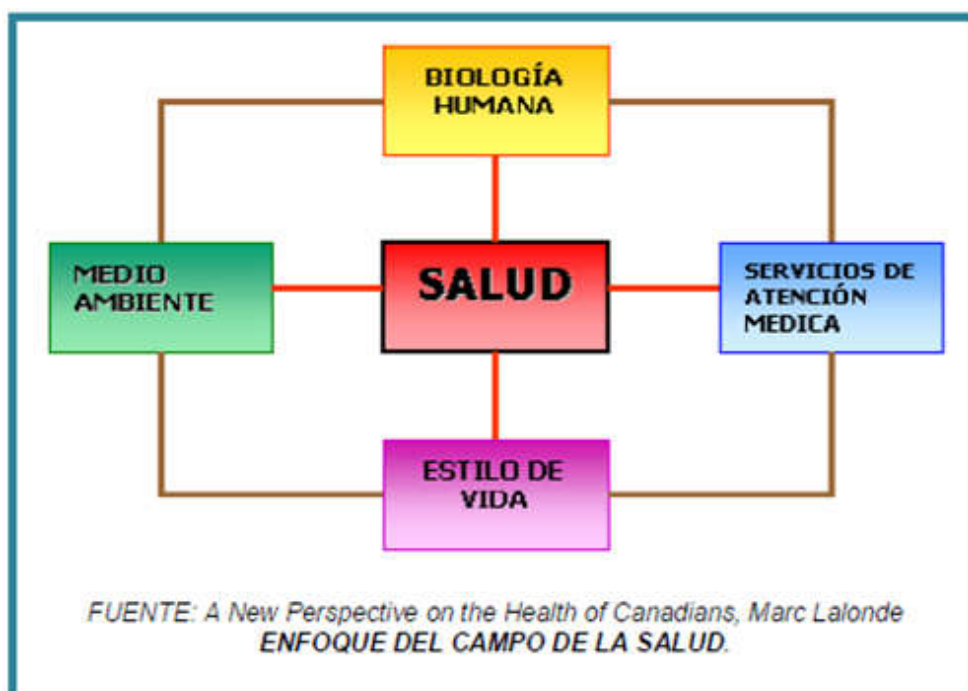 BIOLOGÍA
HUMANA
MEDIO
AMBIENTE
SALUD
SERVICIOS DE
ATENCIÓN
MEDICA
ESTILO DE
VIDA
FUENTE: A New Perspective on the Health of Canadians, Marc Lalonde
ENFOQUE DEL CAMPO DE LA SALUD.